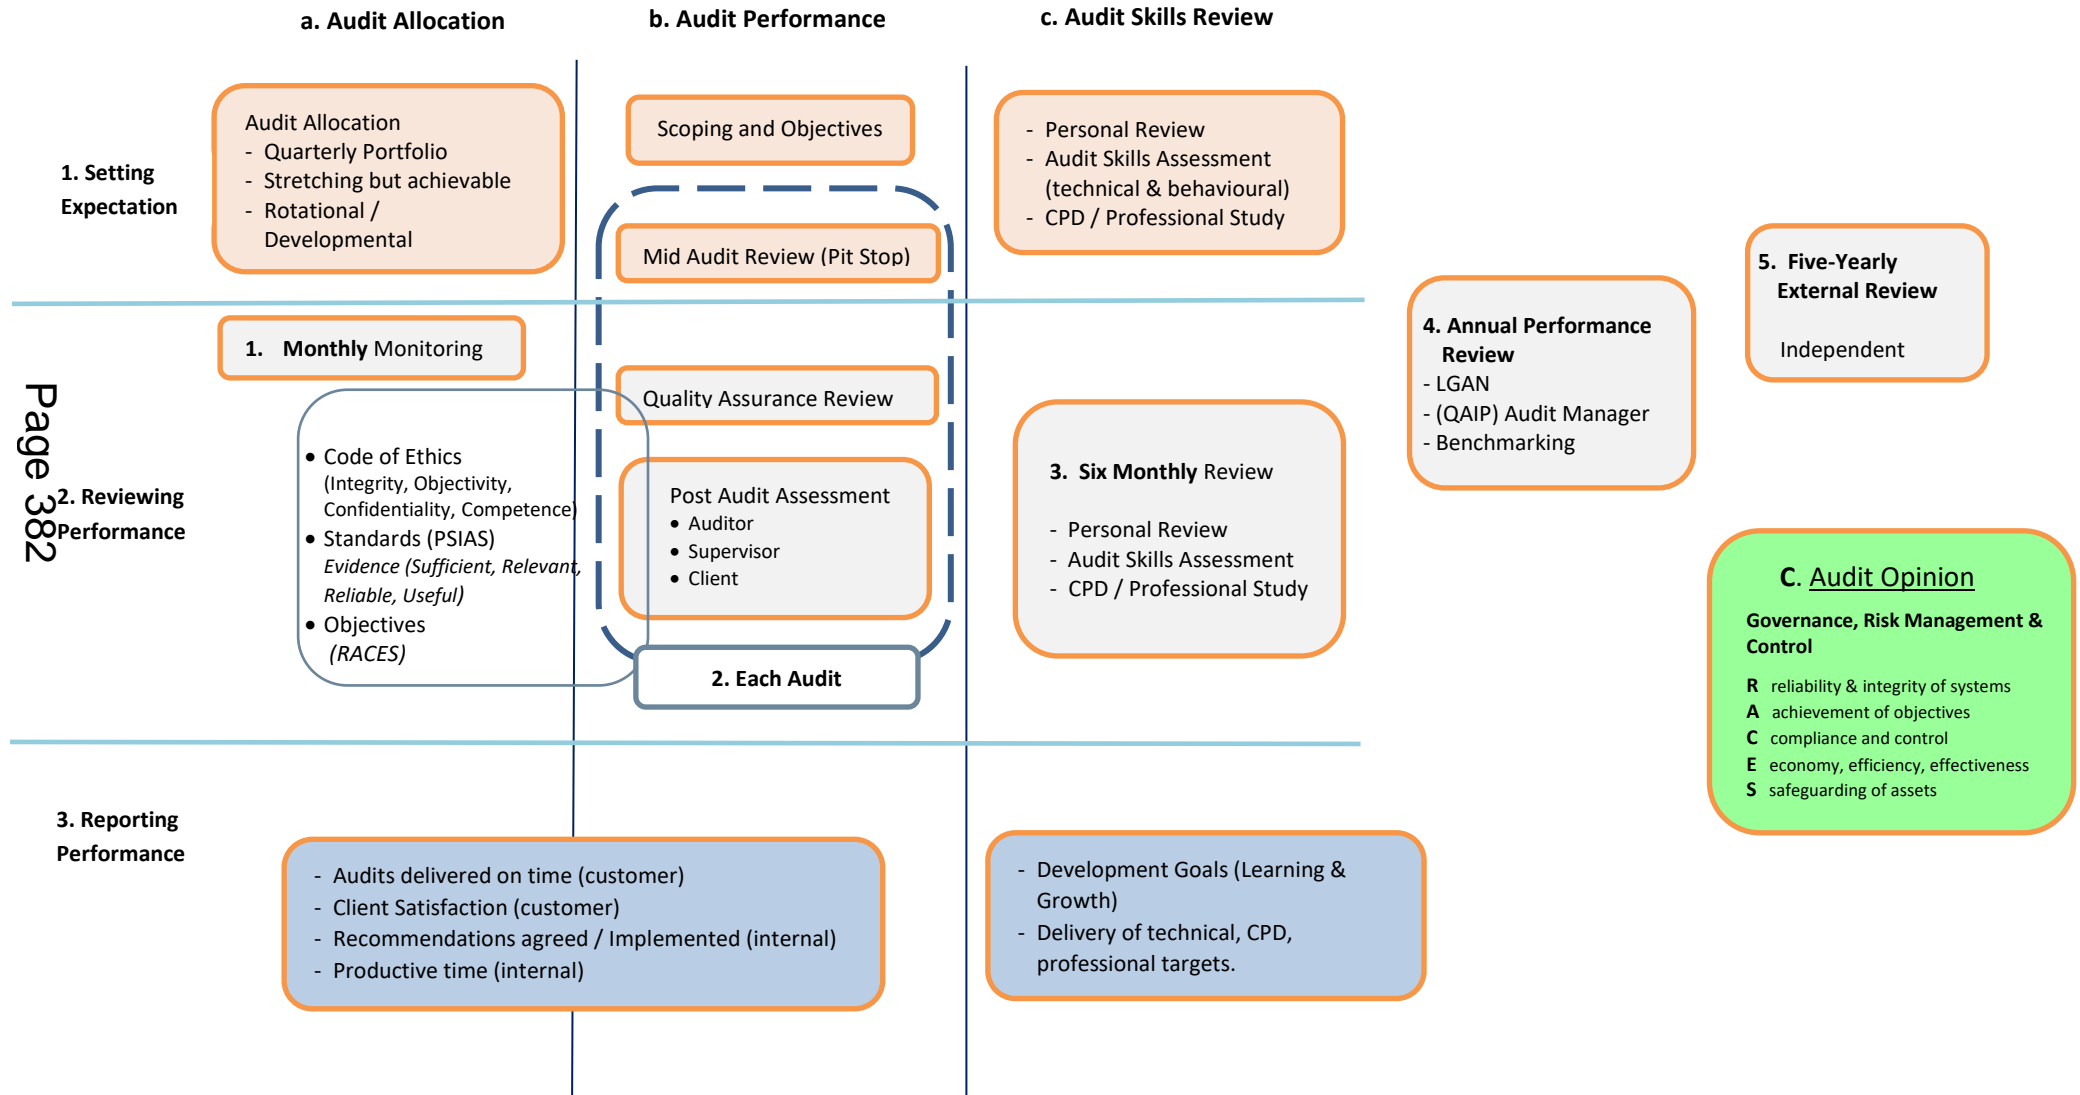 a. Audit Allocation
b. Audit Performance
c. Audit Skills Review
1. Setting
Expectation
Audit Allocation
- Quarterly Portfolio
- Stretching but achievable
- Rotational /
Developmental
Scoping and Objectives
Mid Audit Review (Pit Stop)
- Personal Review
- Audit Skills Assessment
(technical & behavioural)
- CPD / Professional Study
Page 382
2. Reviewing
Performance
1. Monthly Monitoring
• Code of Ethics
(Integrity, Objectivity,
Confidentiality, Competence)
• Standards (PSIAS)
Evidence (Sufficient, Relevant,
Reliable, Useful)
• Objectives
(RACES)
Quality Assurance Review
Post Audit Assessment
• Auditor
• Supervisor
• Client
2. Each Audit
3. Six Monthly Review
- Personal Review
- Audit Skills Assessment
- CPD / Professional Study
4. Annual Performance
Review
- LGAN
- (QAIP) Audit Manager
- Benchmarking
5. Five-Yearly
External Review
Independent
C. Audit Opinion
Governance, Risk Management &
Control
R reliability & integrity of systems
A achievement of objectives
C compliance and control
E economy, efficiency, effectiveness
S safeguarding of assets
3. Reporting
Performance
- Audits delivered on time (customer)
- Client Satisfaction (customer)
- Recommendations agreed / Implemented (internal)
- Productive time (internal)
- Development Goals (Learning &
Growth)
- Delivery of technical, CPD,
professional targets.